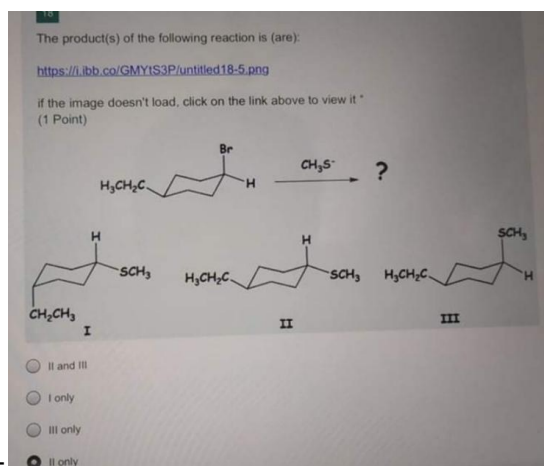 18
The product(s) of the following reaction is (are):
https://i.ibb.co/GMYtS3P/untitled18-5.png
if the image doesn't load, click on the link above to view it *
(1 Point)
Br
H₃CH₂C
H
CH₃S⁻
?
H
SCH₃
CH₂CH₃
I
H
H₃CH₂C
SCH₃
II
SCH₃
H₃CH₂C
H
III
II and III
I only
III only
II only